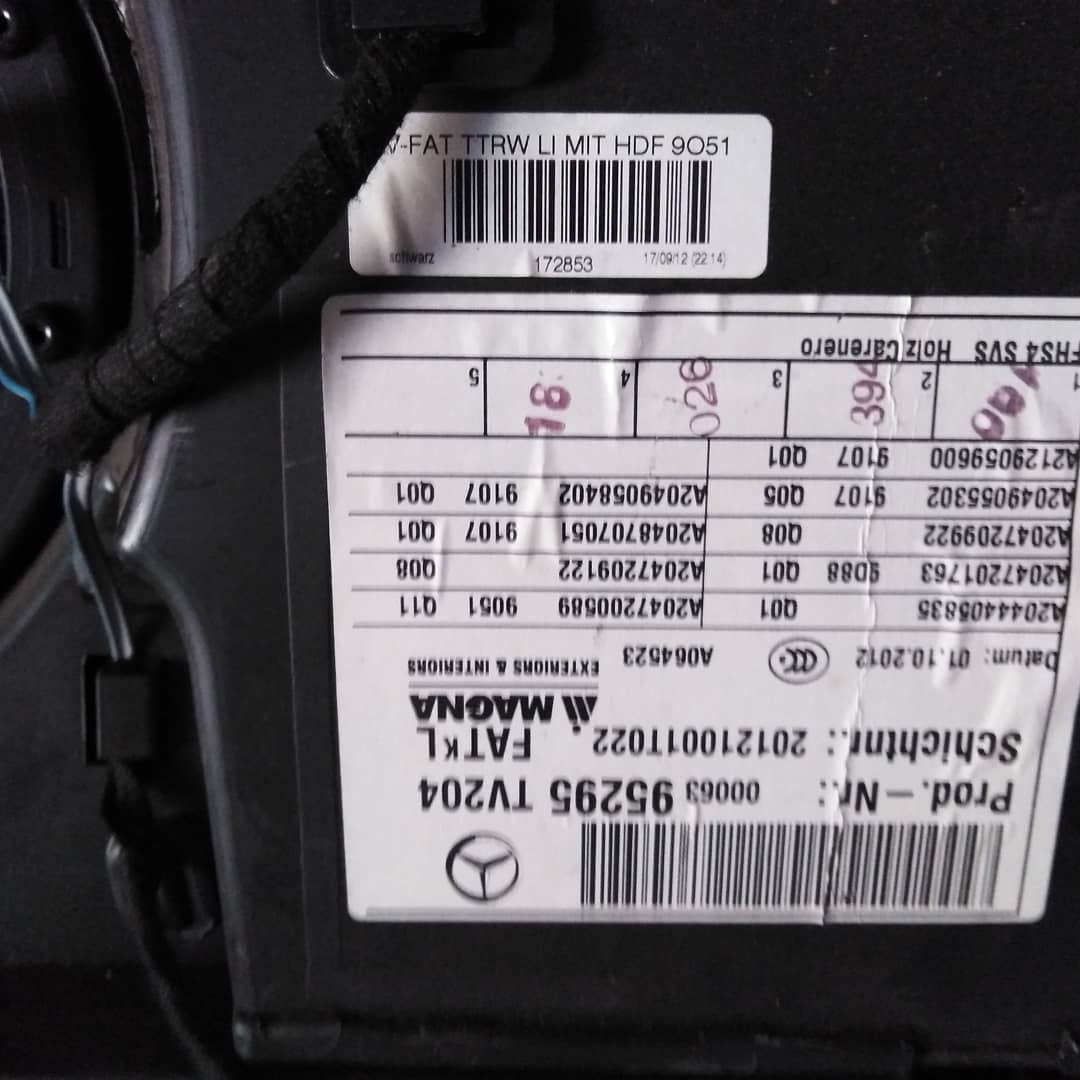 -FAT TTRW LI MIT HDF 9051
schwarz 172853 17/09/12 (22:14)
Prod.-Nr.: 00063 95295 TV204
Schichtnr.: 20121001T022 FATKL
MAGNA
EXTERIORS & INTERIORS
Datum: 01.10.2012 CCC A064523
A2044405835 Q01 A2047200589 9051 Q11
A2047201763 9D88 Q01 A2047209122 Q08
A2047209922 Q08 A2048707051 9107 Q01
A2049055302 9107 Q05 A2049058402 9107 Q01
A2129059600 9107 Q01
1 2 394 3 026 4 18 5
FHS4 SVS Holz Carenero